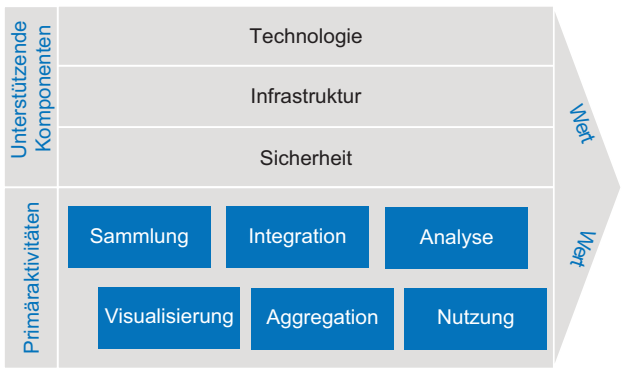 Unterstützende
Komponenten
Technologie
Infrastruktur
Sicherheit
Wert
Wert
Primäraktivitäten
Sammlung
Integration
Analyse
Visualisierung
Aggregation
Nutzung